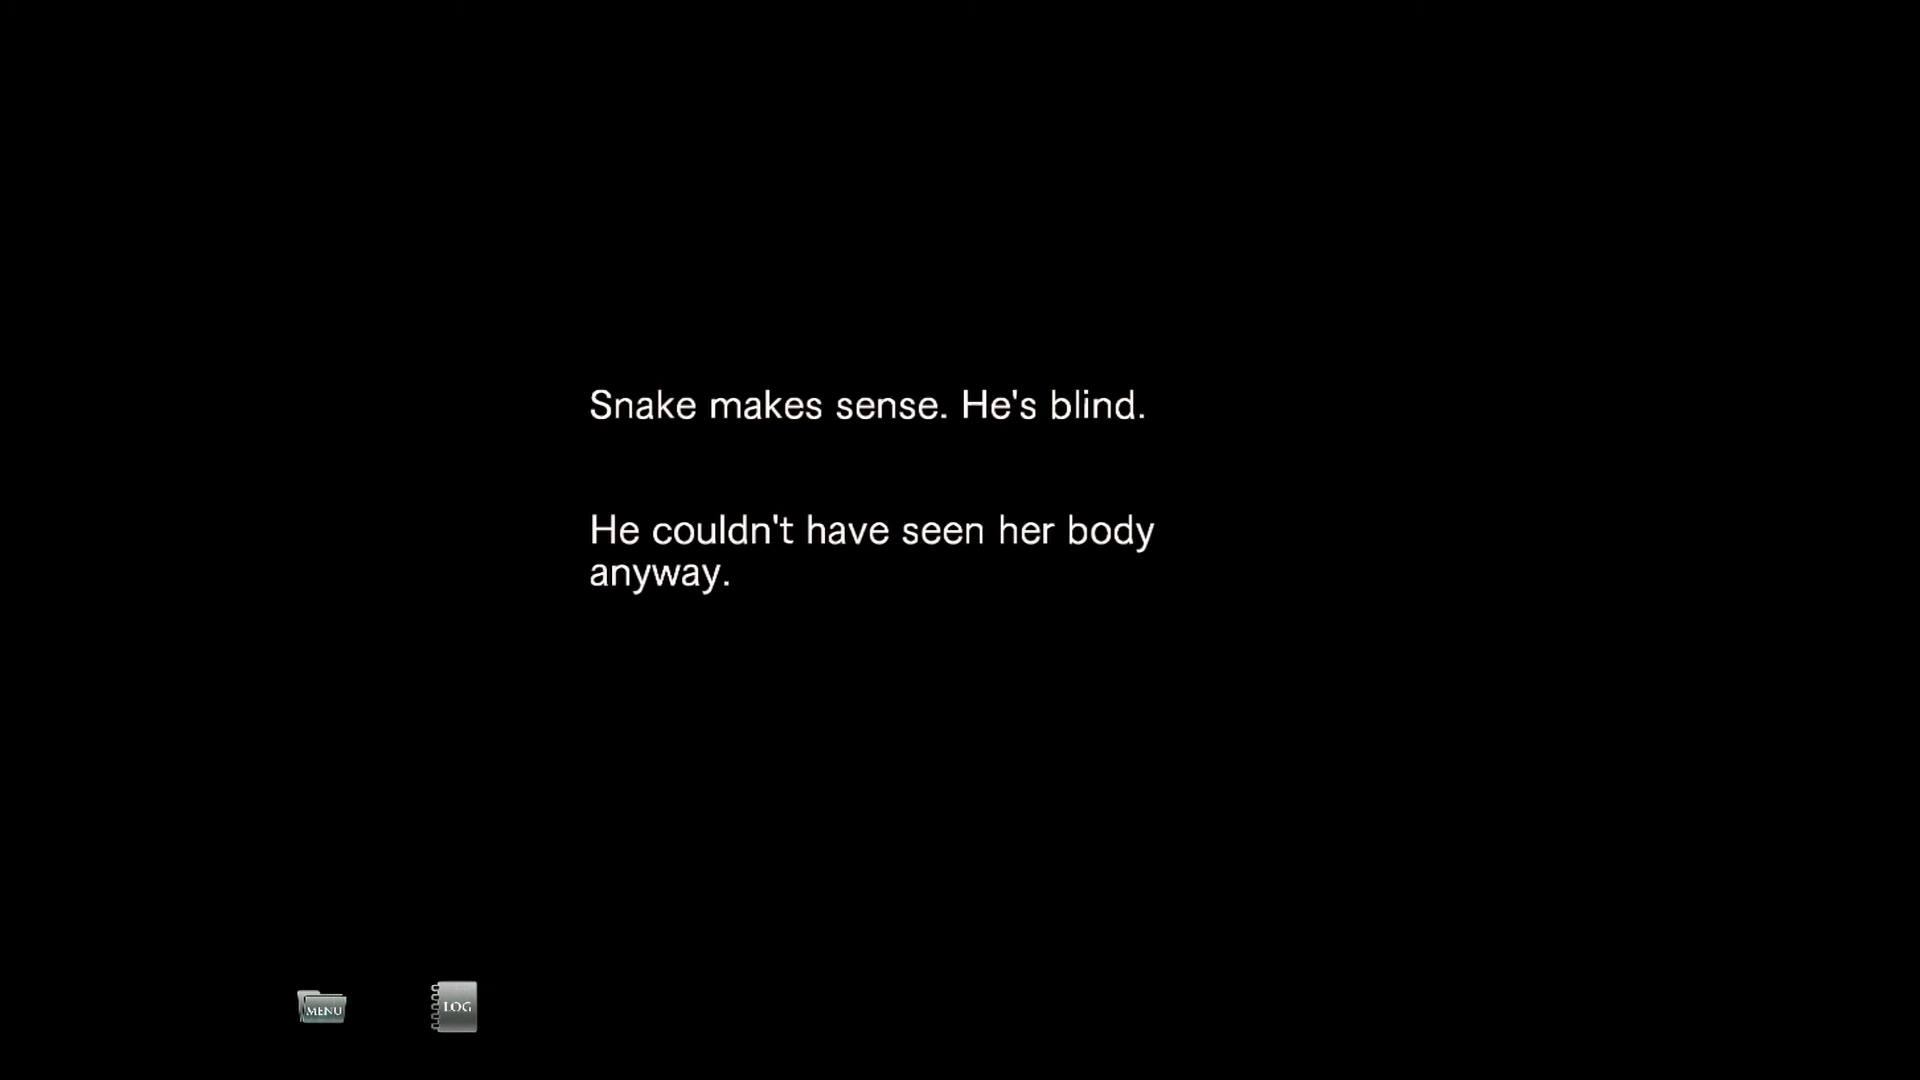 Snake makes sense. He's blind.
He couldn't have seen her body
anyway.
MENU
LOG